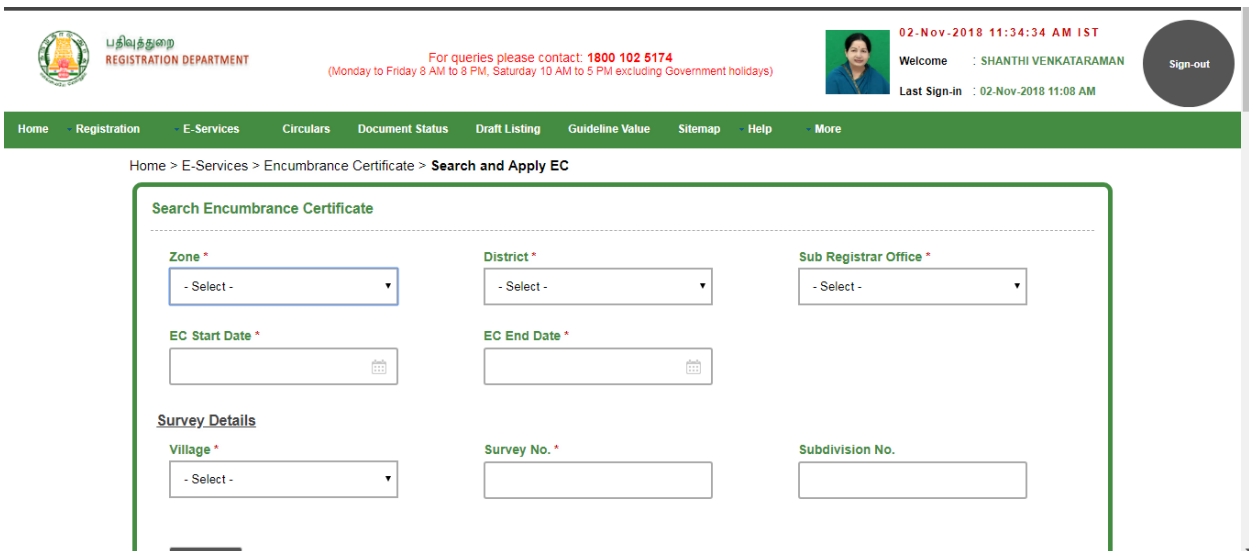 பதிவுத்துறை
REGISTRATION DEPARTMENT
For queries please contact: 1800 102 5174
(Monday to Friday 8 AM to 8 PM, Saturday 10 AM to 5 PM excluding Government holidays)
02-Nov-2018 11:34:34 AM IST
Welcome : SHANTHI VENKATARAMAN
Last Sign-in : 02-Nov-2018 11:08 AM
Sign-out
Home Registration E-Services Circulars Document Status Draft Listing Guideline Value Sitemap Help More
Home > E-Services > Encumbrance Certificate > Search and Apply EC
Search Encumbrance Certificate
Zone * District * Sub Registrar Office *
- Select - - Select - - Select -
EC Start Date * EC End Date *
Survey Details
Village * Survey No. * Subdivision No.
- Select -